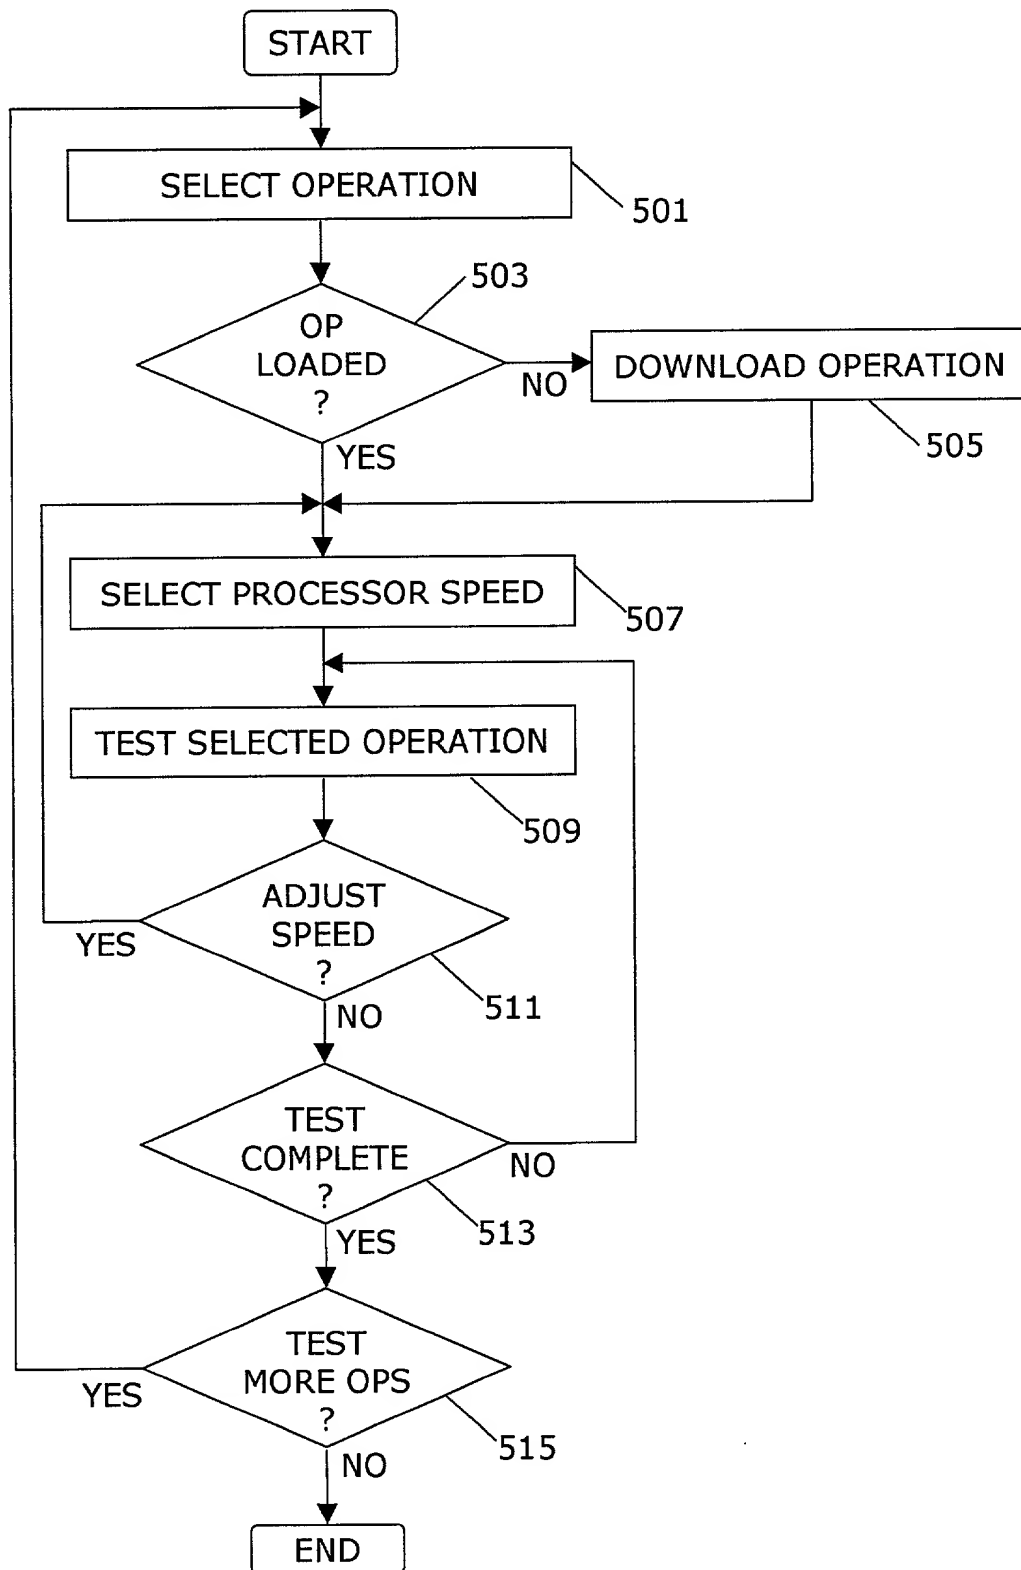 START
SELECT OPERATION
501
503
OP
LOADED
?
NO
DOWNLOAD OPERATION
505
YES
SELECT PROCESSOR SPEED
507
TEST SELECTED OPERATION
509
ADJUST
SPEED
?
YES
511
NO
TEST
COMPLETE
?
NO
513
YES
TEST
MORE OPS
?
YES
515
NO
END